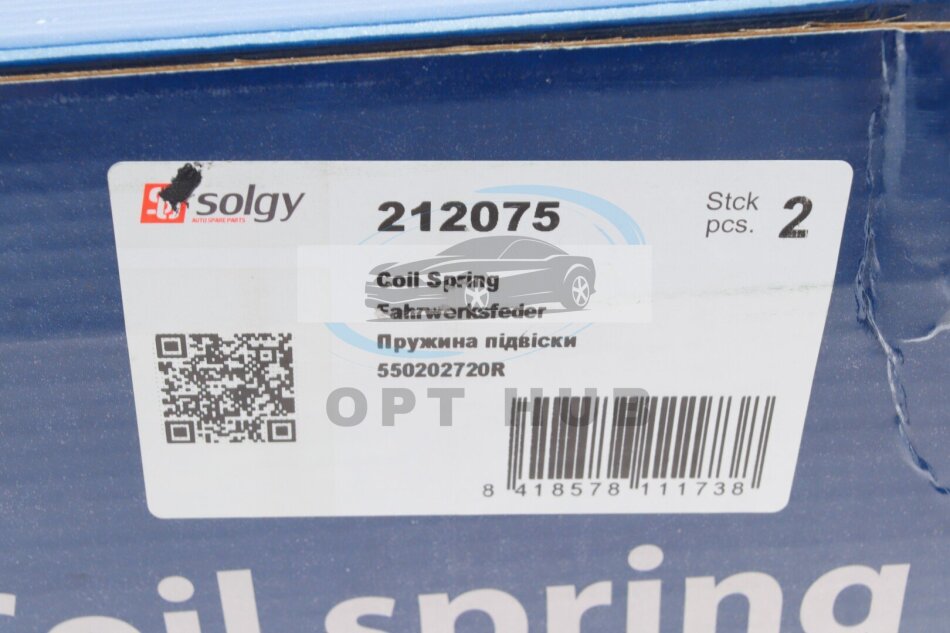 solgy
AUTO SPARE PARTS
212075
Stck
pcs. 2
Coil Spring
Fahrwerksfeder
Пружина підвіски
550202720R
OPT HUB
8 418578 111738
Coil spring